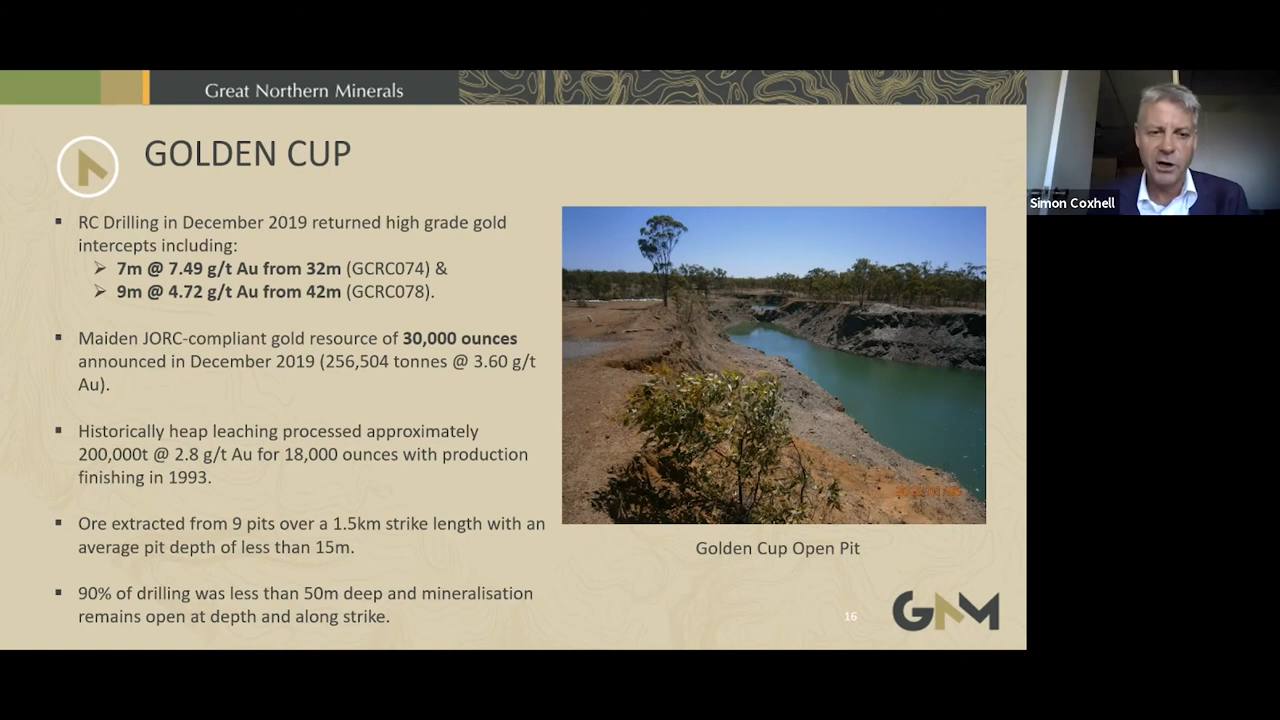 Great Northern Minerals
GOLDEN CUP
▪ RC Drilling in December 2019 returned high grade gold
intercepts including:
➢ 7m @ 7.49 g/t Au from 32m (GCRC074) &
➢ 9m @ 4.72 g/t Au from 42m (GCRC078).
▪ Maiden JORC-compliant gold resource of 30,000 ounces
announced in December 2019 (256,504 tonnes @ 3.60 g/t
Au).
▪ Historically heap leaching processed approximately
200,000t @ 2.8 g/t Au for 18,000 ounces with production
finishing in 1993.
▪ Ore extracted from 9 pits over a 1.5km strike length with an
average pit depth of less than 15m.
▪ 90% of drilling was less than 50m deep and mineralisation
remains open at depth and along strike.
Golden Cup Open Pit
16
GNM
Simon Coxhell